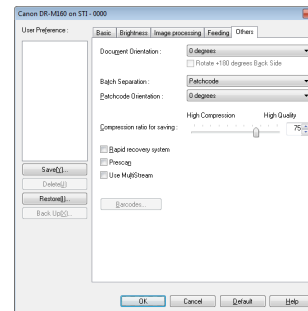 Canon DR-M160 on STI - 0000
User Preference :
Basic Brightness Image processing Feeding Others
Document Orientation : 0 degrees
Rotate +180 degrees Back Side
Batch Separation : Patchcode
Patchcode Orientation : 0 degrees
High Compression High Quality
Compression ratio for saving : 75
Rapid recovery system
Prescan
Use MultiStream
Barcodes...
Save(Y)...
Delete(J)
Restore(I)...
Back Up(X)...
OK Cancel Default Help